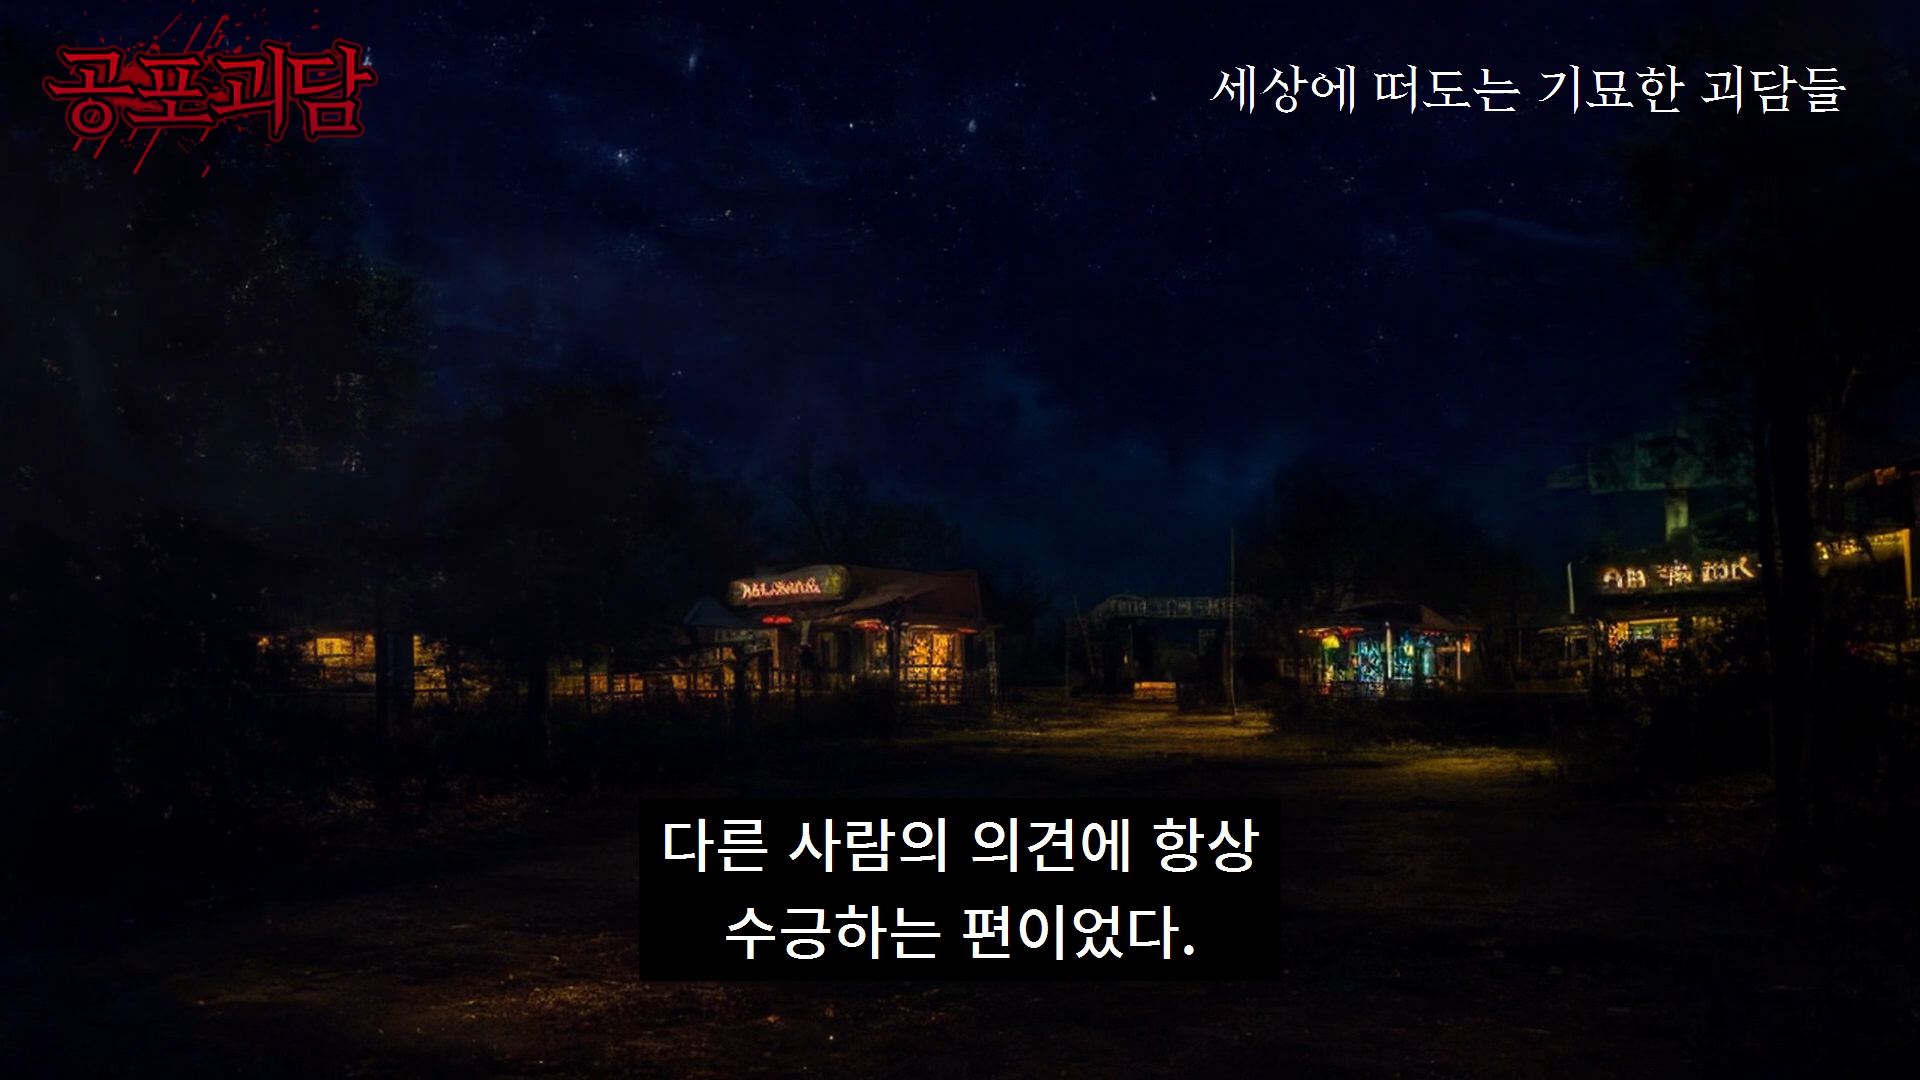 공포괴담
세상에 떠도는 기묘한 괴담들
다른 사람의 의견에 항상
수긍하는 편이었다.